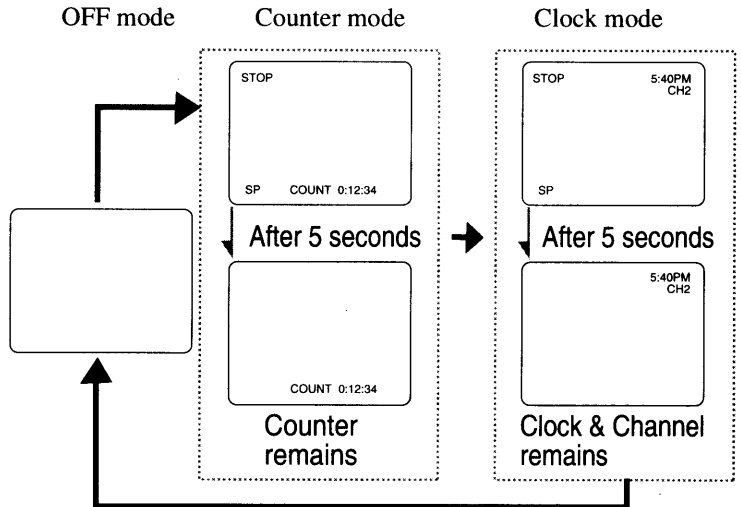 OFF mode
Counter mode
Clock mode
STOP
SP COUNT 0:12:34
After 5 seconds
COUNT 0:12:34
Counter
remains
STOP 5:40PM
CH2
SP
After 5 seconds
5:40PM
CH2
Clock & Channel
remains